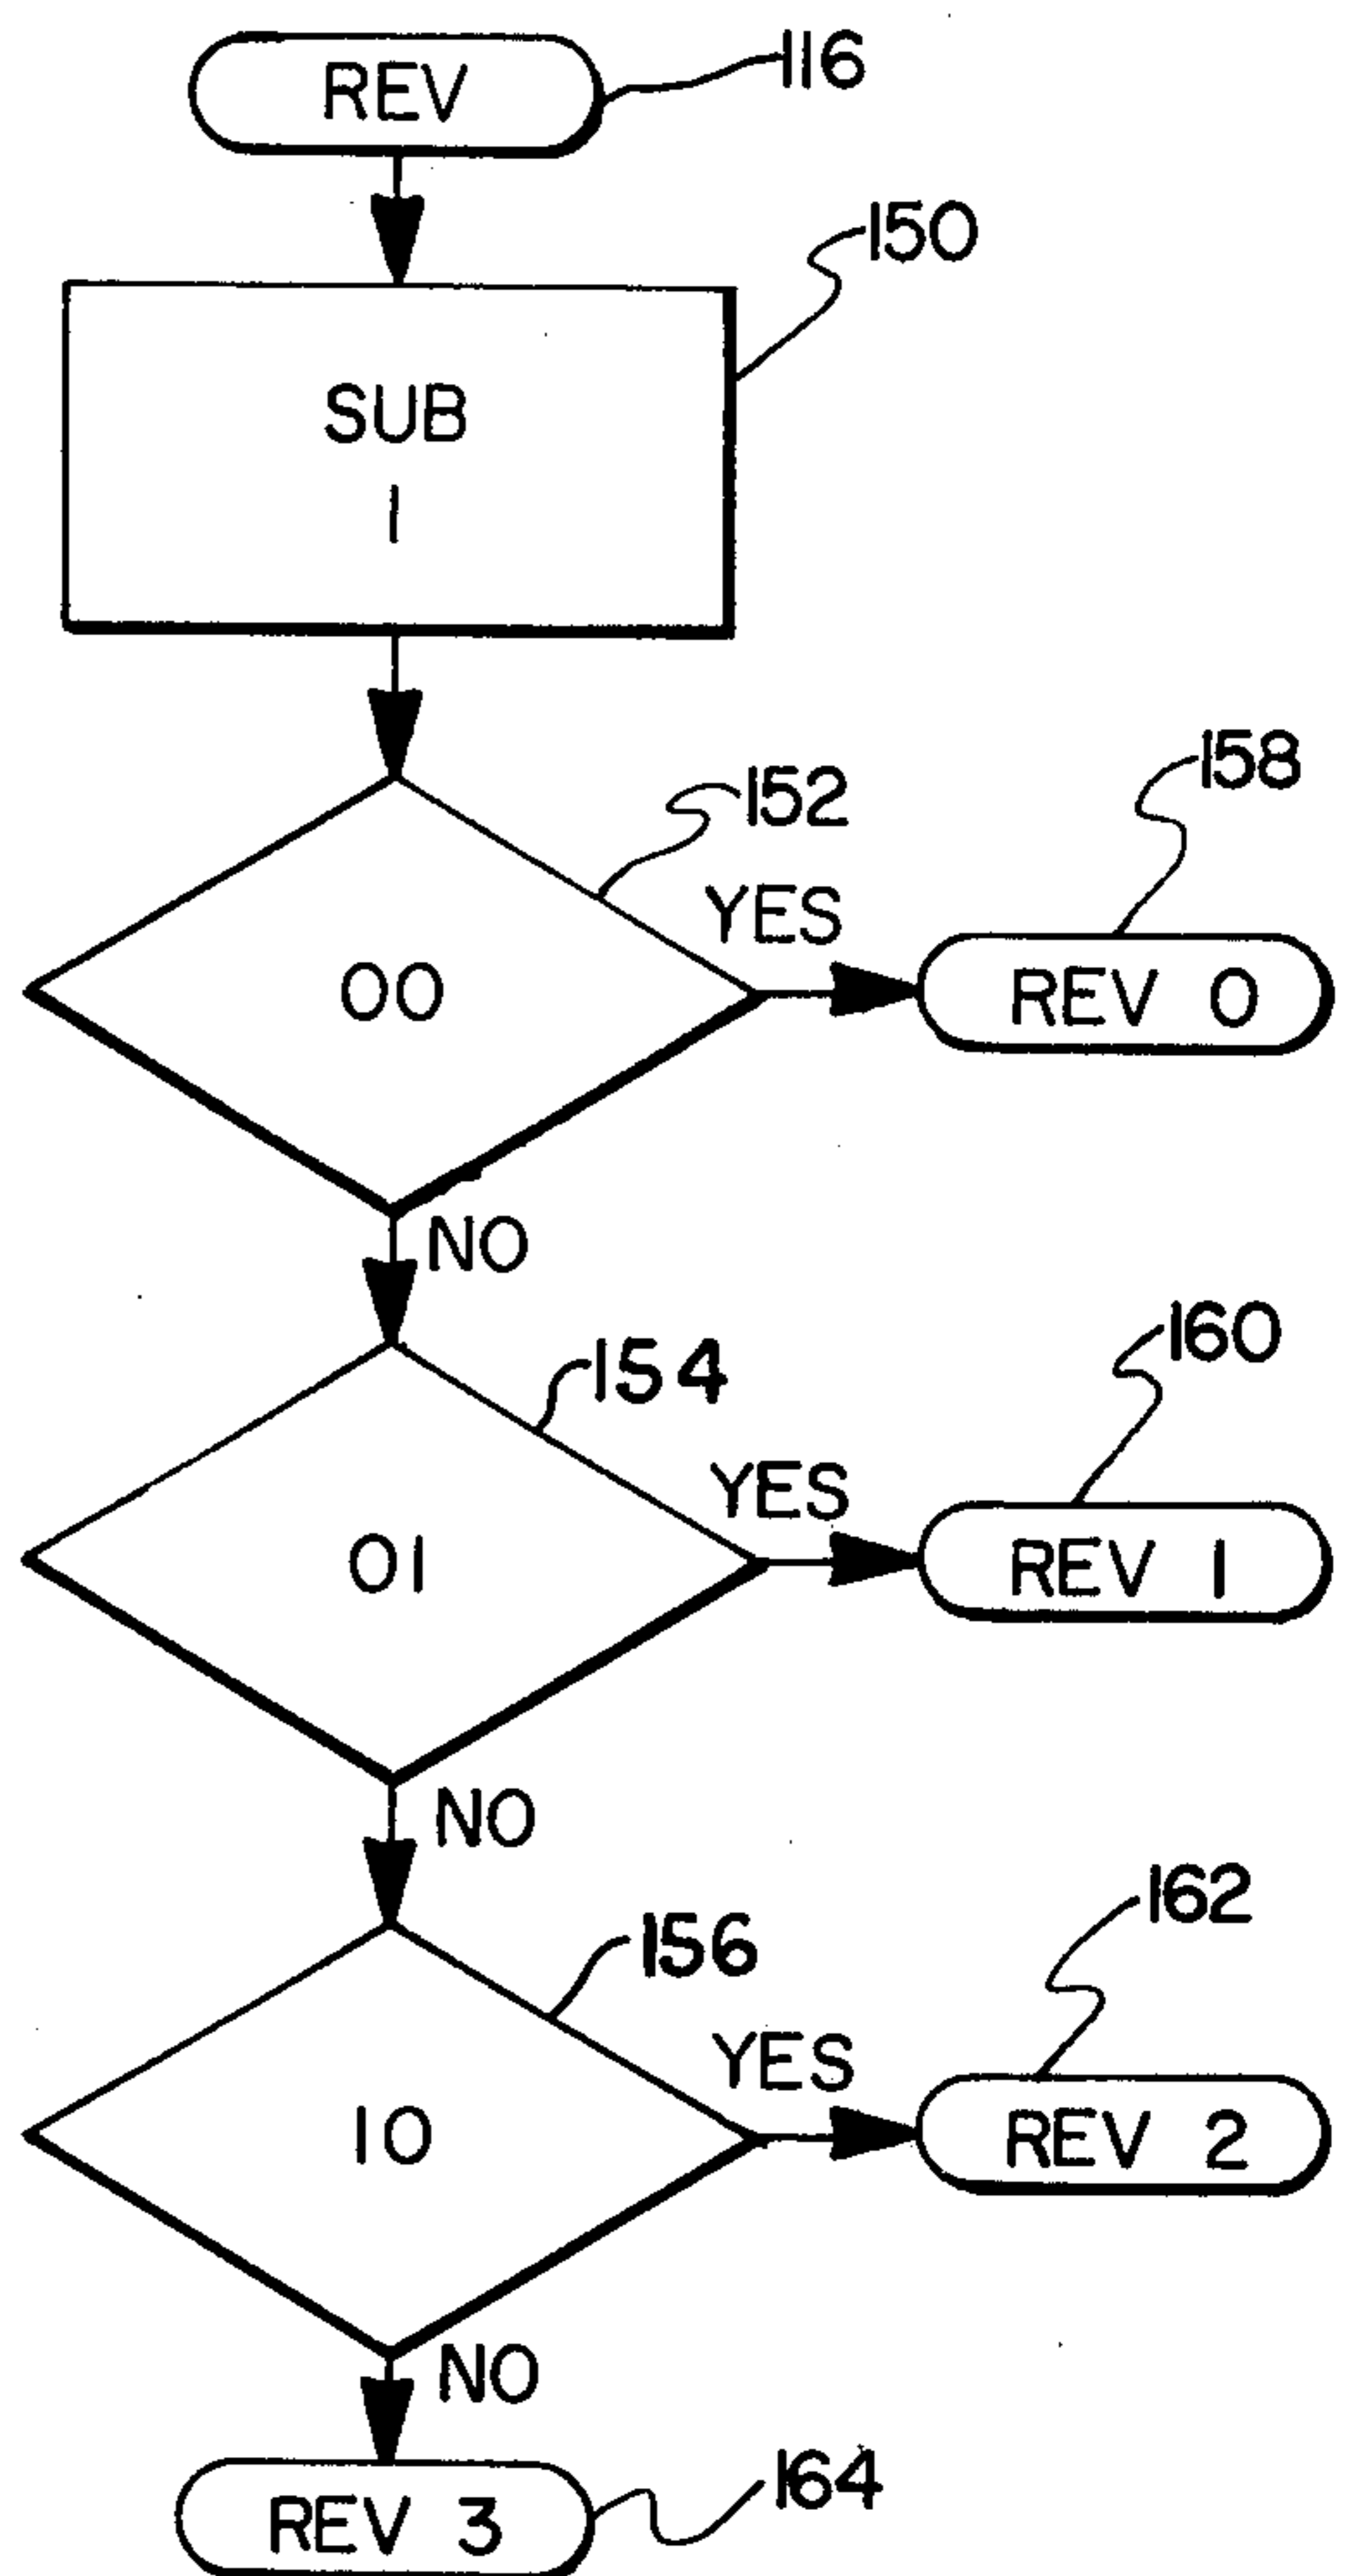 REV
116
150
SUB
1
152
158
YES
00
REV 0
NO
154
160
YES
01
REV 1
NO
156
162
YES
10
REV 2
NO
REV 3
164